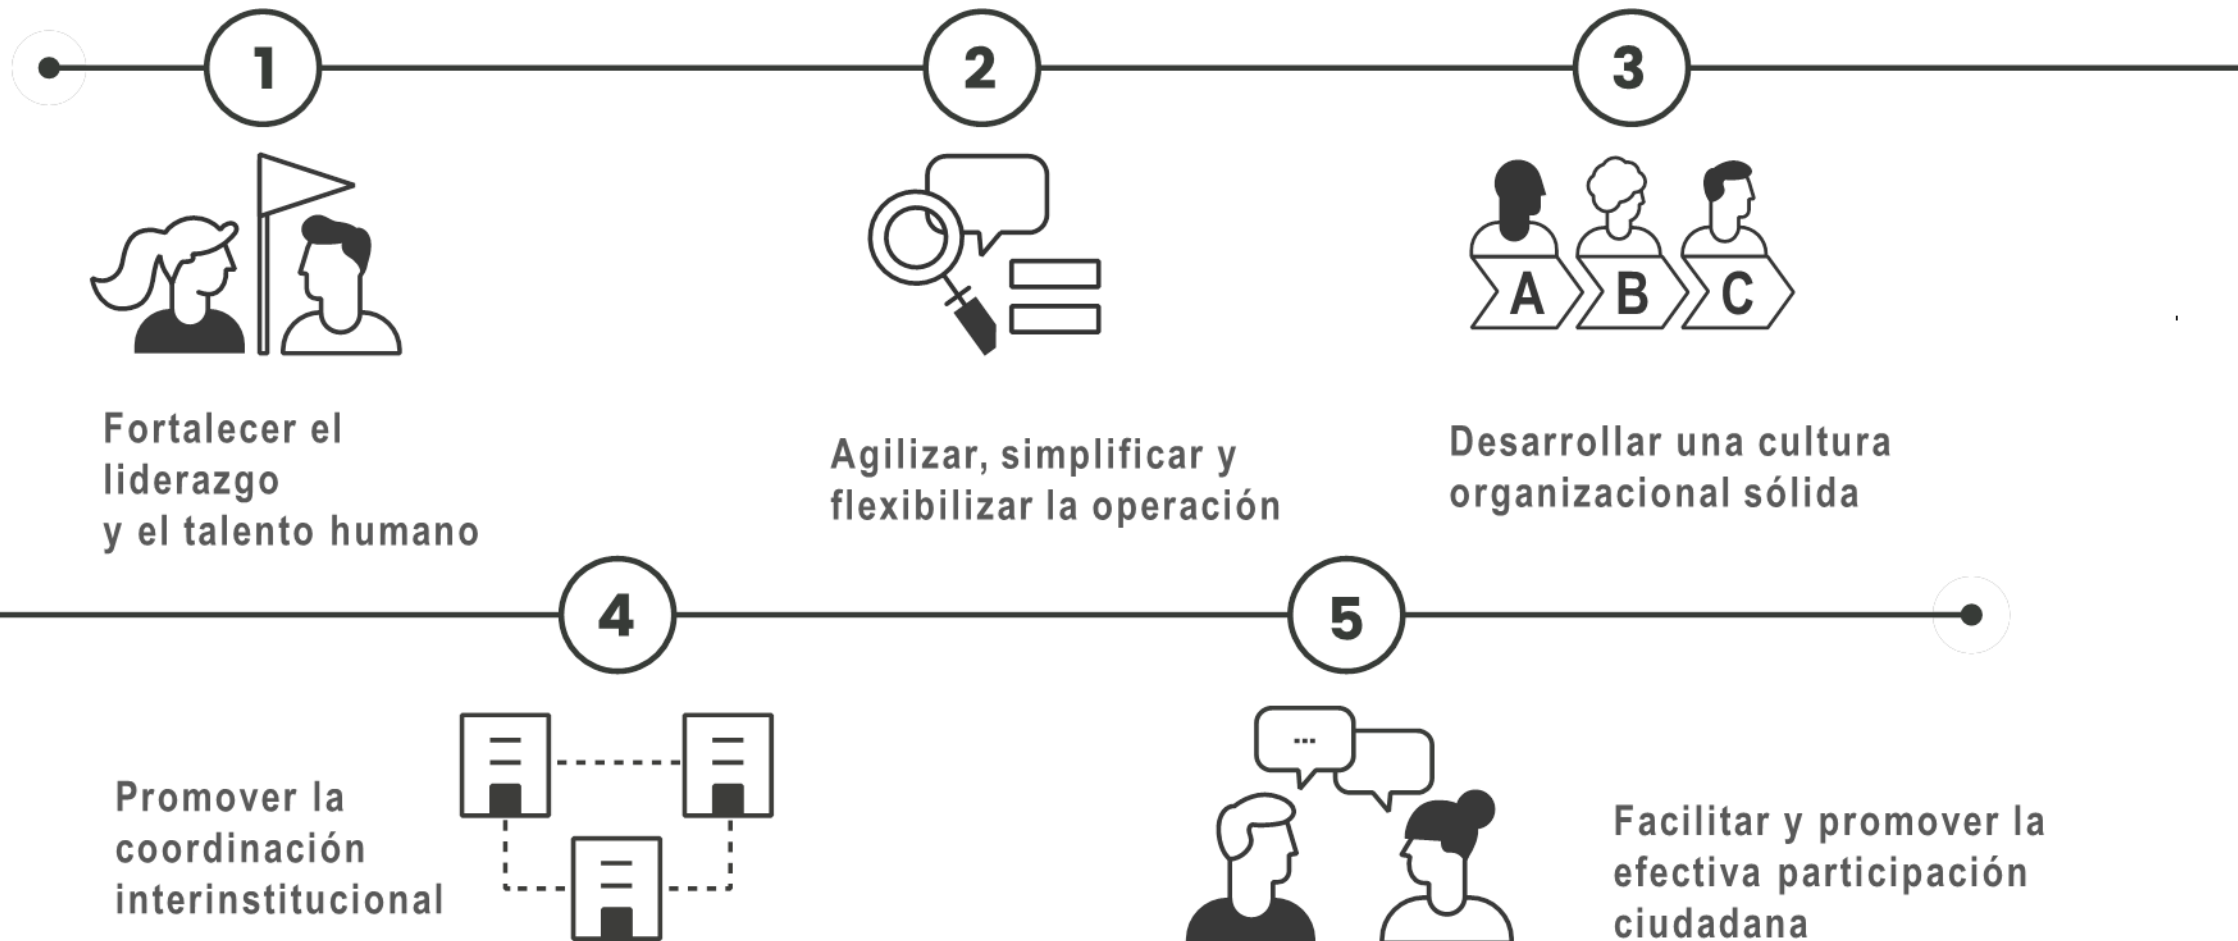 1
2
3
A
B
C
Fortalecer el
liderazgo
y el talento humano
Agilizar, simplificar y
flexibilizar la operación
Desarrollar una cultura
organizacional sólida
4
5
Promover la
coordinación
interinstitucional
...
Facilitar y promover la
efectiva participación
ciudadana